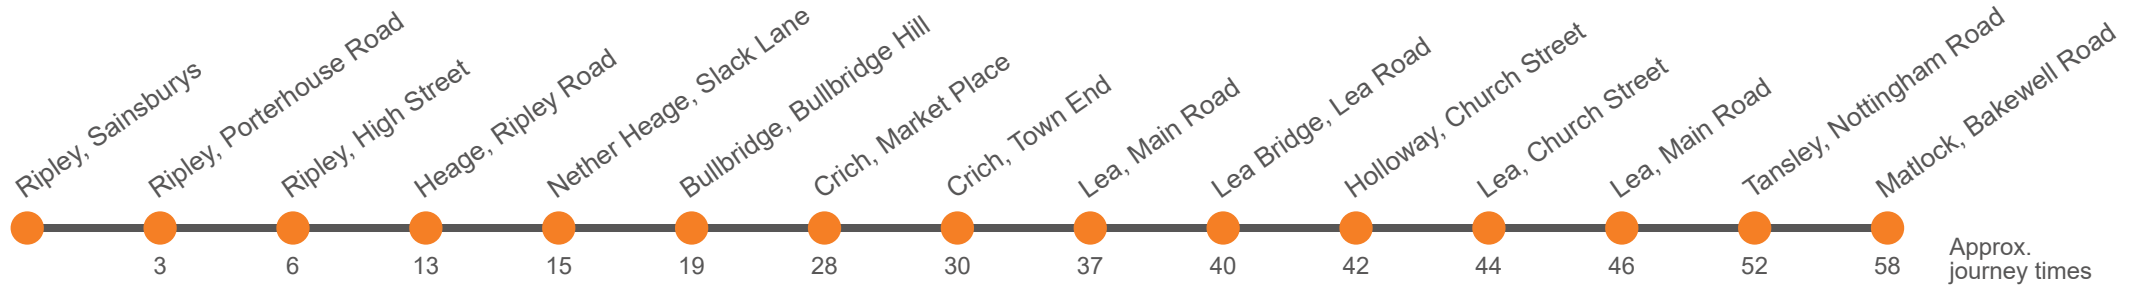 Ripley, Sainsburys
Ripley, Porterhouse Road
Ripley, High Street
Heage, Ripley Road
Nether Heage, Slack Lane
Bullbridge, Bullbridge Hill
Crich, Market Place
Crich, Town End
Lea, Main Road
Lea Bridge, Lea Road
Holloway, Church Street
Lea, Church Street
Lea, Main Road
Tansley, Nottingham Road
Matlock, Bakewell Road
3 6 13 15 19 28 30 37 40 42 44 46 52 58
Approx.
journey times